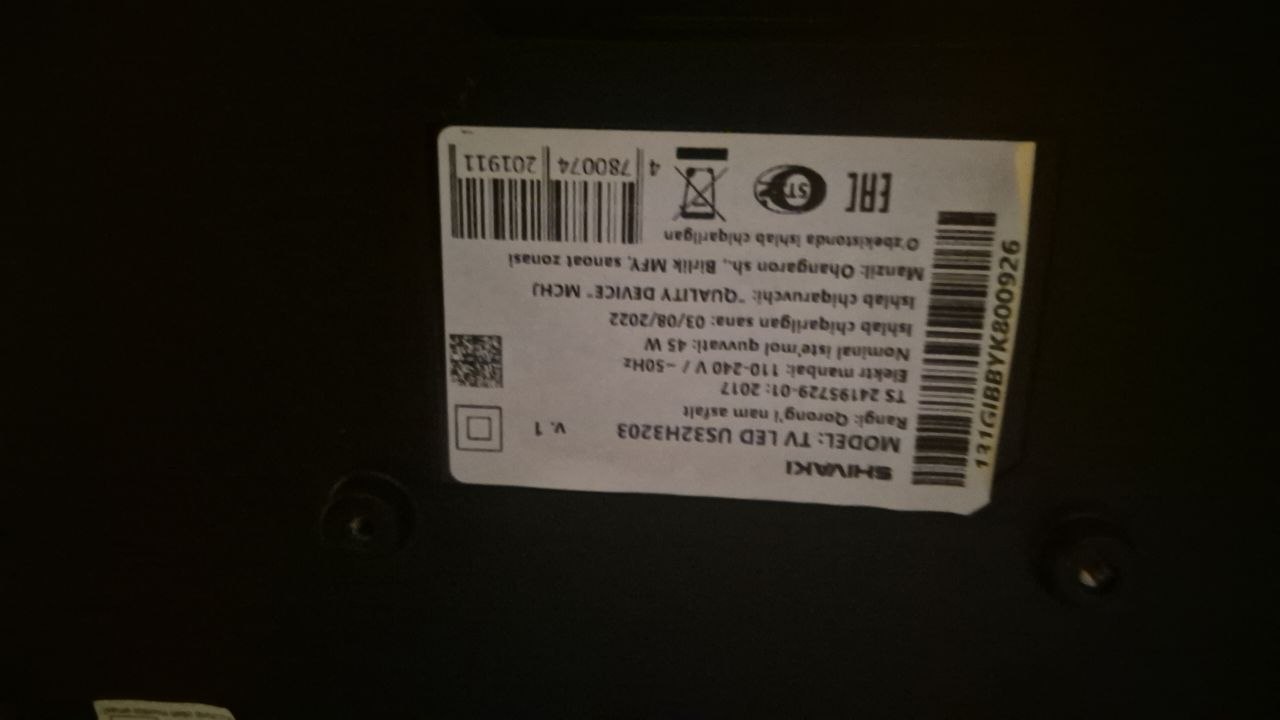 SHIVAKI
MODEL: TV LED US32H3203 v. 1
Rangi: Qorong'i nam asfalt
TS 24195729-01: 2017
Elektr manbai: 110-240 V / ~50Hz
Nominal iste'mol quvvati: 45 W
Ishlab chiqarilgan sana: 03/08/2022
Ishlab chiqaruvchi: "QUALITY DEVICE" MCHJ
Manzil: Ohangaron sh., Birlik MFY, sanoat zonasi
O'zbekistonda ishlab chiqarilgan
EAC
ST
4 780074 201911
131GIBBYK800926